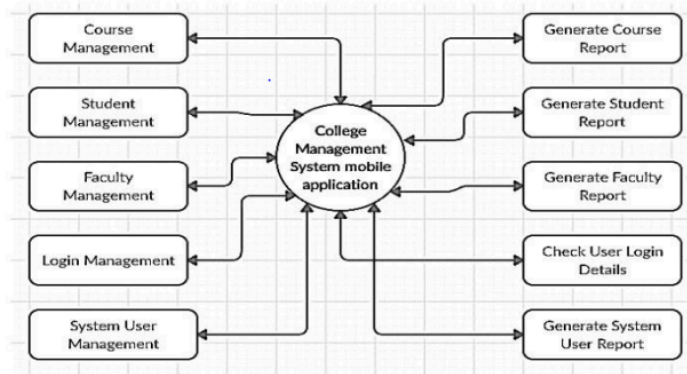 Course
Management
Student
Management
Faculty
Management
Login Management
System User
Management
College
Management
System mobile
application
Generate Course
Report
Generate Student
Report
Generate Faculty
Report
Check User Login
Details
Generate System
User Report